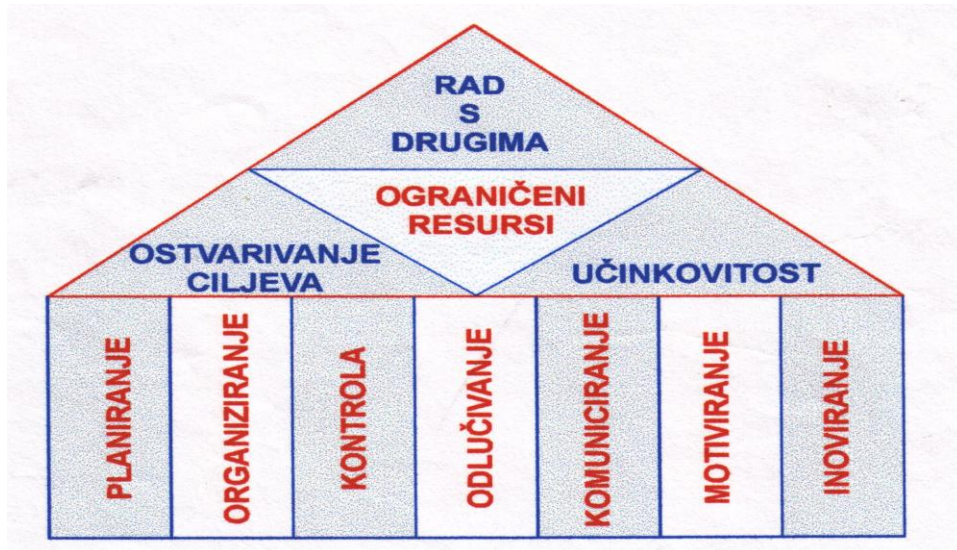 RAD
S
DRUGIMA
OGRANIČENI
RESURSI
OSTVARIVANJE
CILJEVA
UČINKOVITOST
PLANIRANJE
ORGANIZIRANJE
KONTROLA
ODLUČIVANJE
KOMUNICIRANJE
MOTIVIRANJE
INOVIRANJE